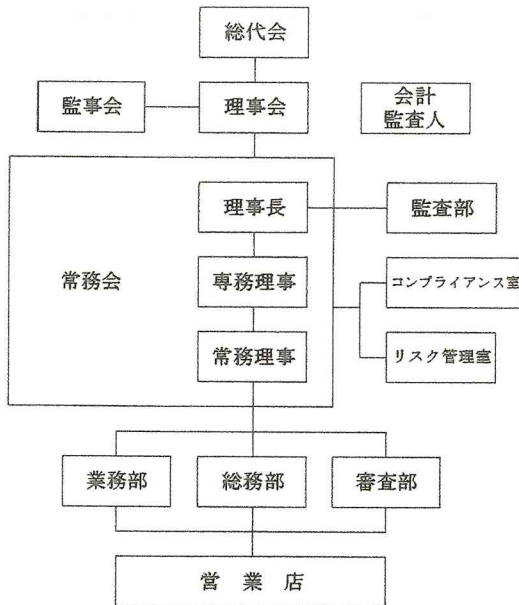 総代会
監事会
理事会
会計
監査人
理事長
監査部
常務会
専務理事
コンプライアンス室
常務理事
リスク管理室
業務部
総務部
審査部
営業店